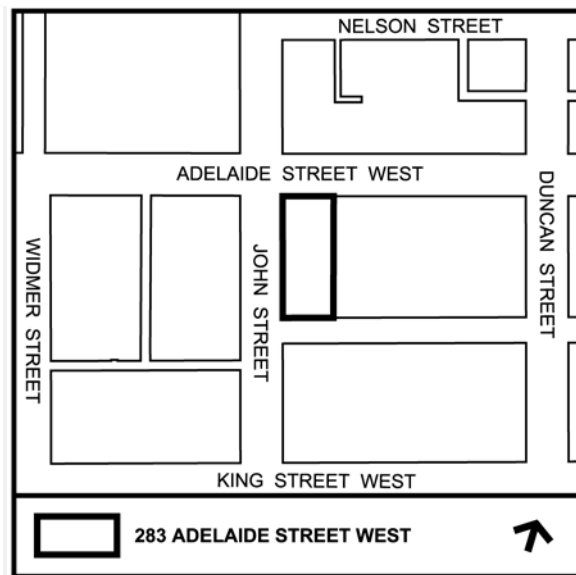 NELSON STREET
ADELAIDE STREET WEST
DUNCAN STREET
WIDMER STREET
JOHN STREET
KING STREET WEST
283 ADELAIDE STREET WEST